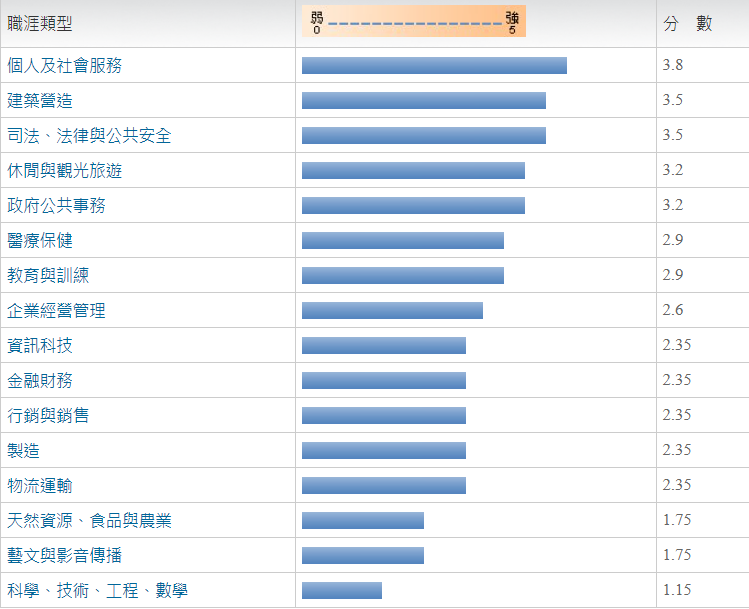 職涯類型 弱 強 分 數
0 5
個人及社會服務 3.8
建築營造 3.5
司法、法律與公共安全 3.5
休閒與觀光旅遊 3.2
政府公共事務 3.2
醫療保健 2.9
教育與訓練 2.9
企業經營管理 2.6
資訊科技 2.35
金融財務 2.35
行銷與銷售 2.35
製造 2.35
物流運輸 2.35
天然資源、食品與農業 1.75
藝文與影音傳播 1.75
科學、技術、工程、數學 1.15